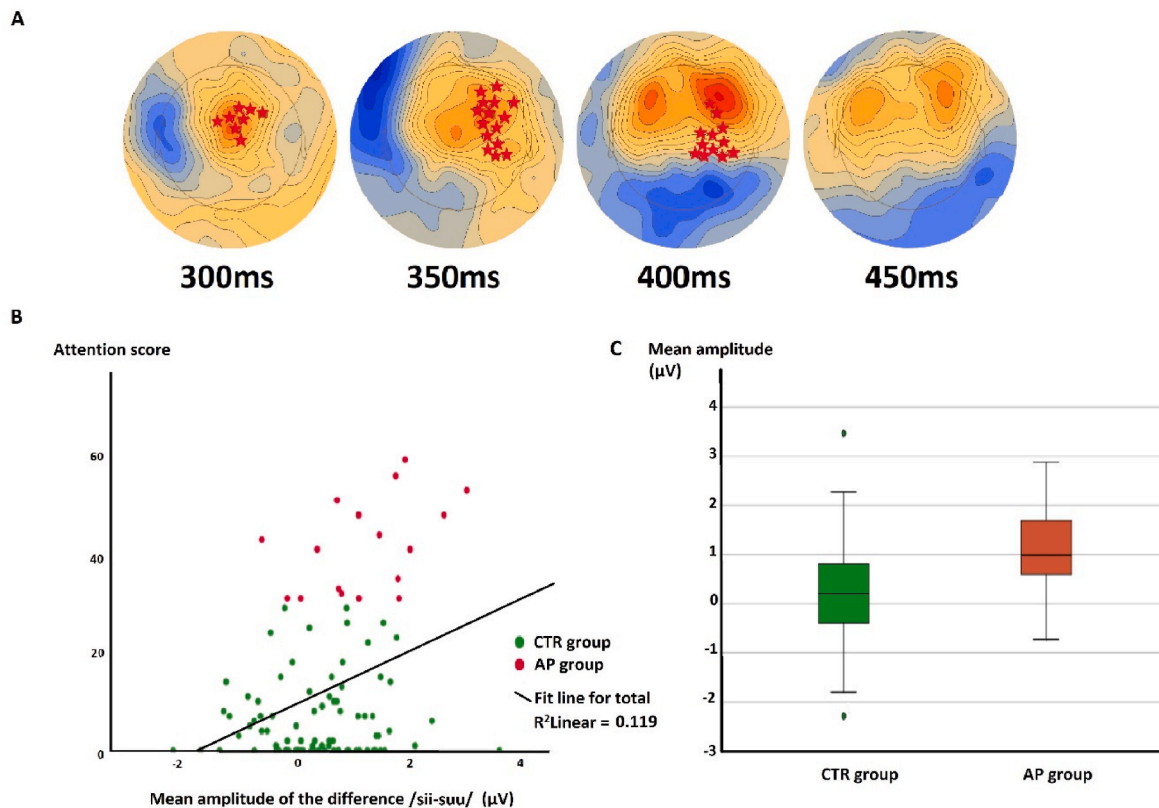 A
300ms
350ms
400ms
450ms
B
Attention score
60
40
20
0
-2
0
2
4
CTR group
AP group
Fit line for total
R²Linear = 0.119
Mean amplitude of the difference /sii-suu/ (µV)
C
Mean amplitude
(µV)
4
3
2
1
0
-1
-2
-3
CTR group
AP group